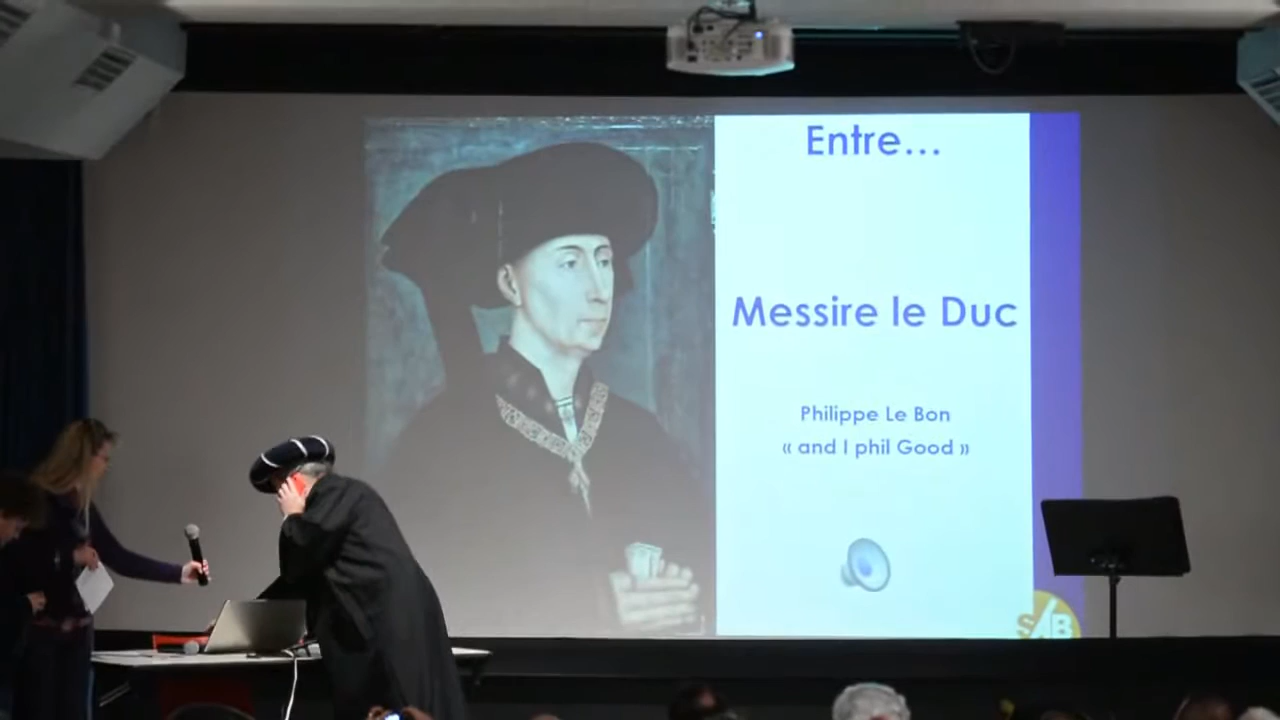 Entre…
Messire le Duc
Philippe Le Bon
« and I phil Good »
S/B